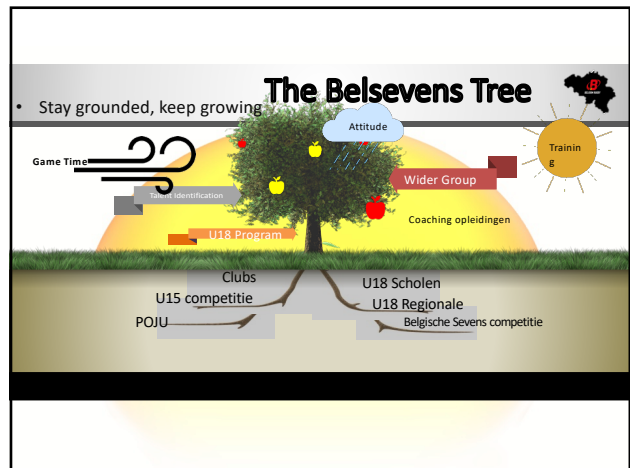 The Belsevens Tree
• Stay grounded, keep growing
Attitude
Game Time
Trainin
g
Talent Identification
Wider Group
Coaching opleidingen
U18 Program
Clubs
U15 competitie
POJU
U18 Scholen
U18 Regionale
Belgische Sevens competitie